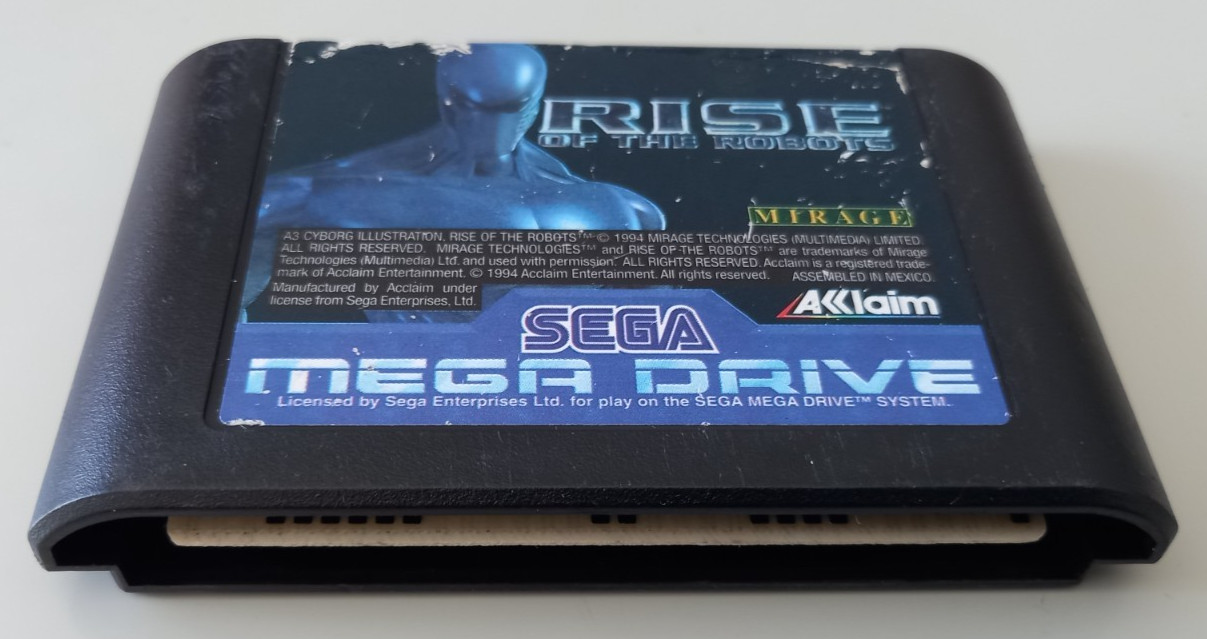 RISE
OF THE ROBOTS
MIRAGE
A3 CYBORG ILLUSTRATION, RISE OF THE ROBOTS™ © 1994 MIRAGE TECHNOLOGIES (MULTIMEDIA) LIMITED.
ALL RIGHTS RESERVED. MIRAGE TECHNOLOGIES™ and RISE OF THE ROBOTS™ are trademarks of Mirage
Technologies (Multimedia) Ltd. and used with permission. ALL RIGHTS RESERVED. Acclaim is a registered trade-
mark of Acclaim Entertainment. © 1994 Acclaim Entertainment. All rights reserved. ASSEMBLED IN MEXICO.
Manufactured by Acclaim under
license from Sega Enterprises, Ltd.
AKKlaim
SEGA
MEGA DRIVE
Licensed by Sega Enterprises Ltd. for play on the SEGA MEGA DRIVE™ SYSTEM.